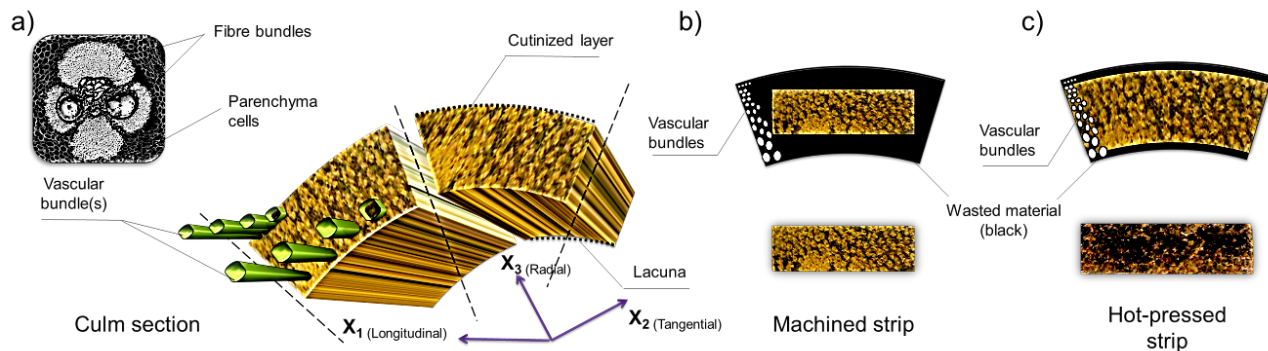 a)
Fibre bundles
Parenchyma
cells
Vascular
bundle(s)
Cutinized layer
Lacuna
X3 (Radial)
X1 (Longitudinal)
X2 (Tangential)
Culm section
b)
Vascular
bundles
Machined strip
c)
Vascular
bundles
Wasted material
(black)
Hot-pressed
strip